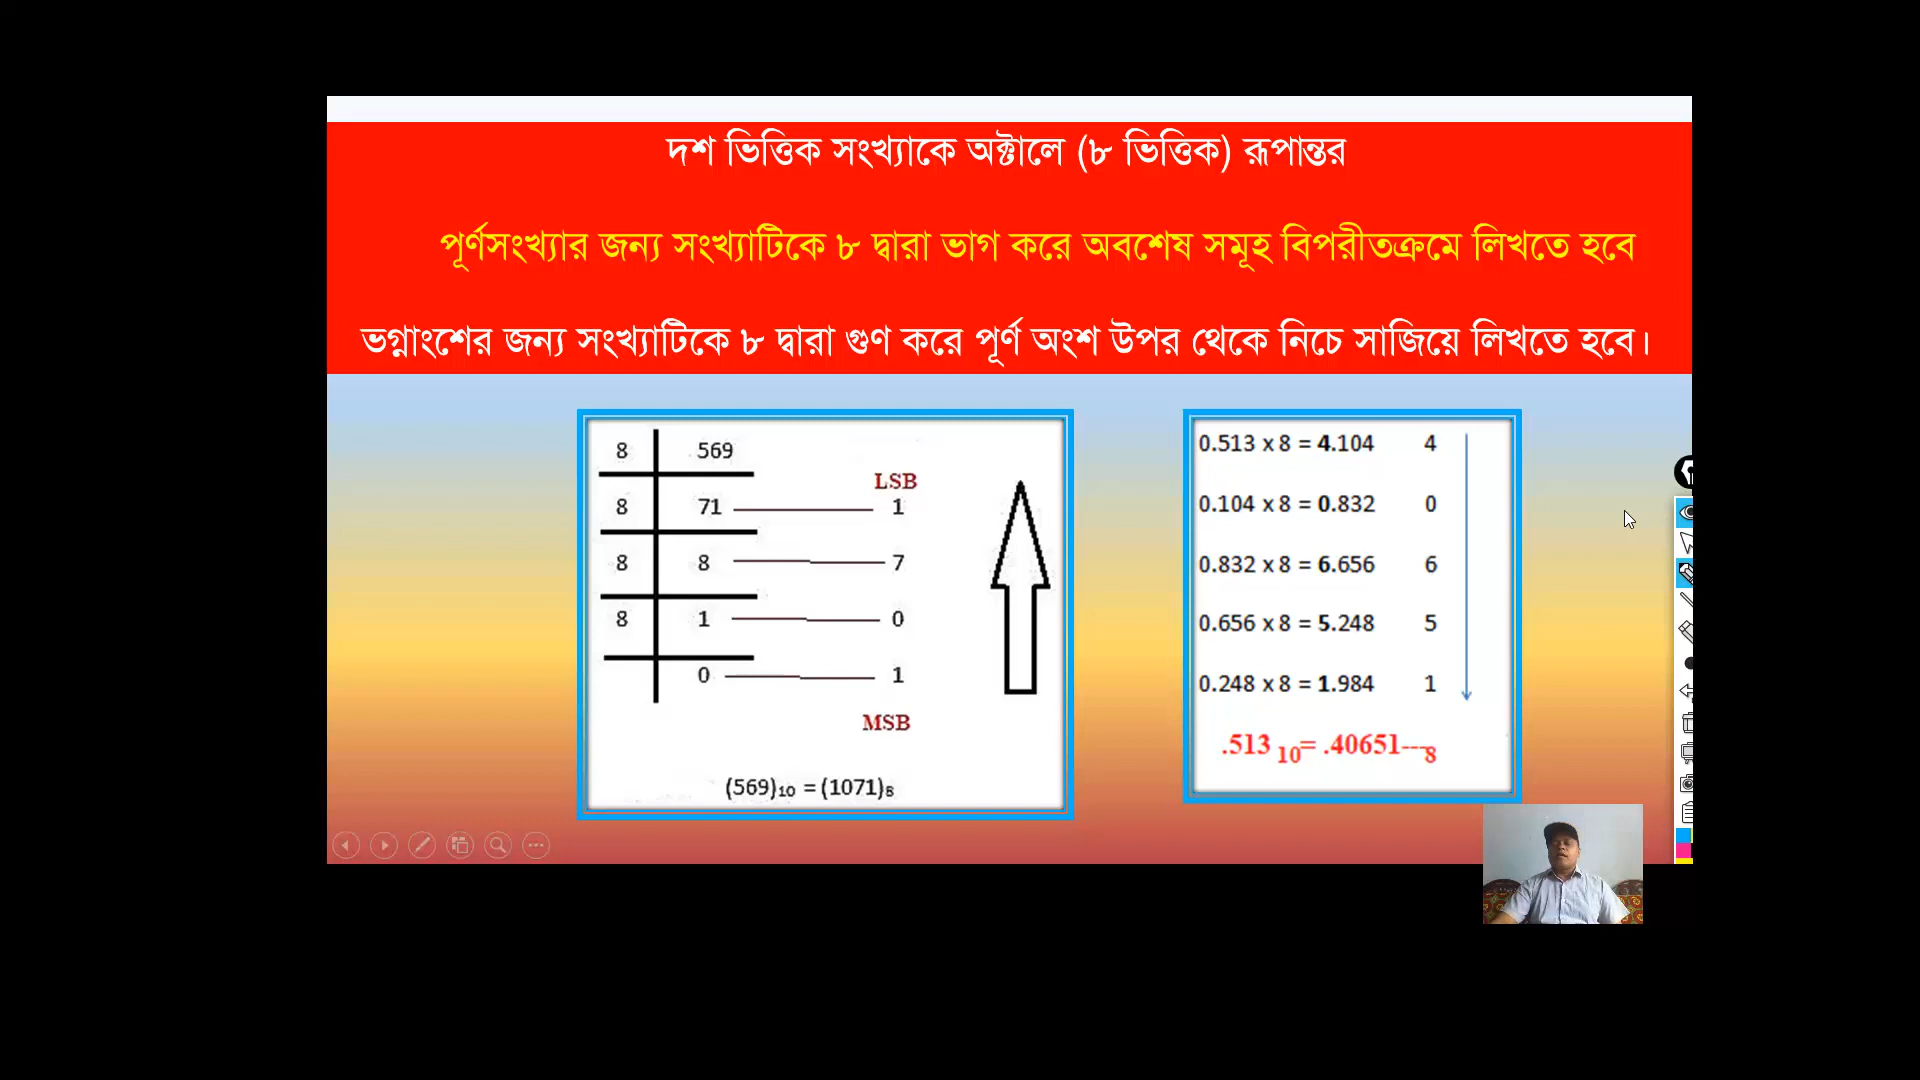 দশ ভিত্তিক সংখ্যাকে অক্টালে (৮ ভিত্তিক) রূপান্তর
পূর্ণসংখ্যার জন্য সংখ্যাটিকে ৮ দ্বারা ভাগ করে অবশেষ সমূহ বিপরীতক্রমে লিখতে হবে
ভগ্নাংশের জন্য সংখ্যাটিকে ৮ দ্বারা গুণ করে পূর্ণ অংশ উপর থেকে নিচে সাজিয়ে লিখতে হবে।
8 569
LSB
8 71 1
8 8 7
8 1 0
0 1
MSB
(569)₁₀ = (1071)₈
0.513 x 8 = 4.104 4
0.104 x 8 = 0.832 0
0.832 x 8 = 6.656 6
0.656 x 8 = 5.248 5
0.248 x 8 = 1.984 1
.513 ₁₀= .40651---₈